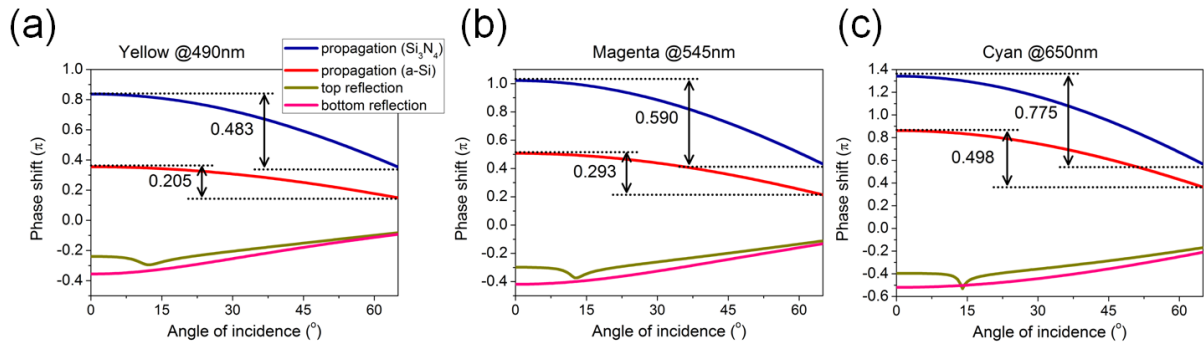 (a)
Yellow @490nm
propagation (Si₃N₄)
propagation (a-Si)
top reflection
bottom reflection
Phase shift (π)
1.0
0.8
0.6
0.4
0.2
0.0
-0.2
-0.4
0.483
0.205
0 15 30 45 60
Angle of incidence (°)
(b)
Magenta @545nm
Phase shift (π)
1.2
1.0
0.8
0.6
0.4
0.2
0.0
-0.2
-0.4
0.590
0.293
0 15 30 45 60
Angle of incidence (°)
(c)
Cyan @650nm
Phase shift (π)
1.4
1.2
1.0
0.8
0.6
0.4
0.2
0.0
-0.2
-0.4
-0.6
0.775
0.498
0 15 30 45 60
Angle of incidence (°)